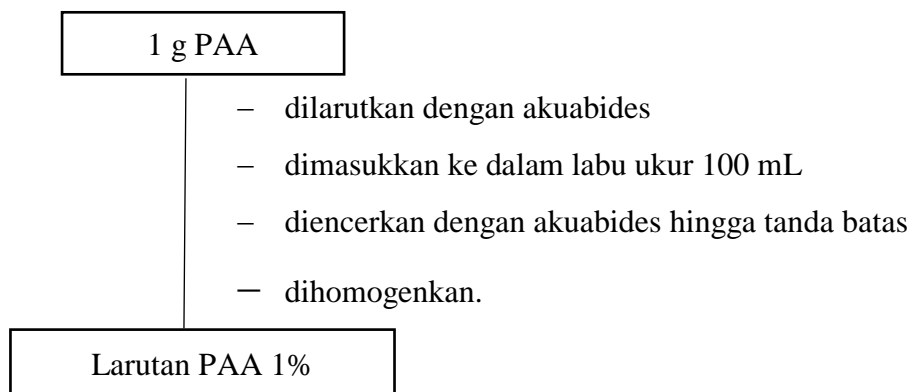 1 g PAA
– dilarutkan dengan akuabides
– dimasukkan ke dalam labu ukur 100 mL
– diencerkan dengan akuabides hingga tanda batas
– dihomogenkan.
Larutan PAA 1%